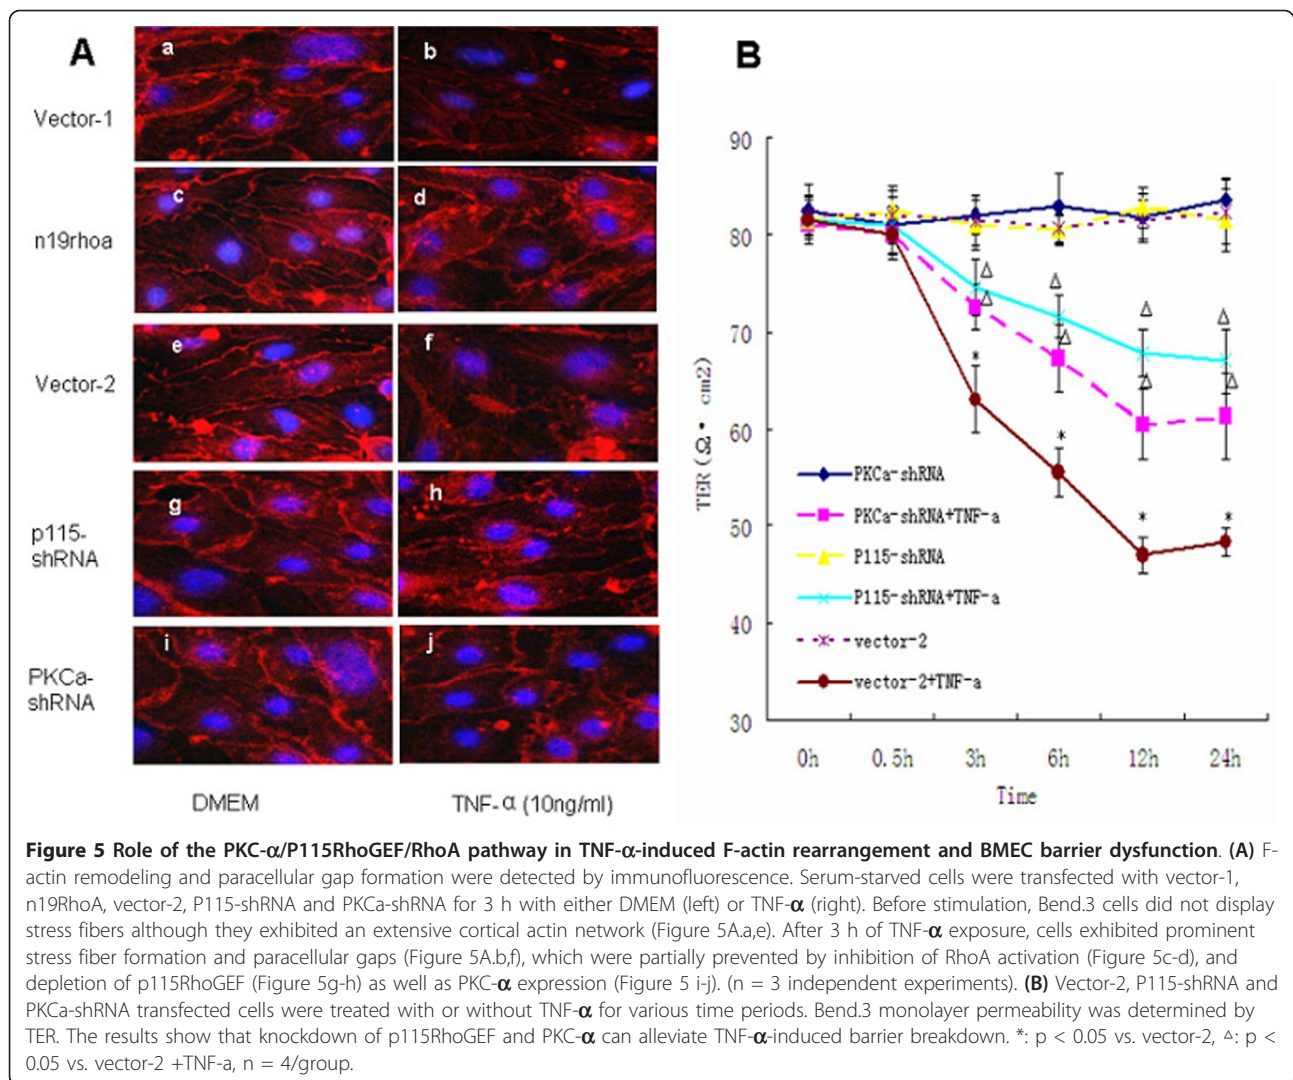 A
B
a
b
Vector-1
c
d
n19rhoa
e
f
Vector-2
g
h
p115-
shRNA
i
j
PKCa-
shRNA
DMEM
TNF-α (10ng/ml)
90
80
70
60
50
40
30
TER(Ω· cm2)
Δ
Δ
Δ
Δ
Δ
Δ
Δ
Δ
*
*
*
*
PKCa-shRNA
PKCa-shRNA+TNF-a
P115-shRNA
P115-shRNA+TNF-a
vector-2
vector-2+TNF-a
0h 0.5h 3h 6h 12h 24h
Time
Figure 5 Role of the PKC-α/P115RhoGEF/RhoA pathway in TNF-α-induced F-actin rearrangement and BMEC barrier dysfunction. (A) F-
actin remodeling and paracellular gap formation were detected by immunofluorescence. Serum-starved cells were transfected with vector-1,
n19RhoA, vector-2, P115-shRNA and PKCa-shRNA for 3 h with either DMEM (left) or TNF-α (right). Before stimulation, Bend.3 cells did not display
stress fibers although they exhibited an extensive cortical actin network (Figure 5A.a,e). After 3 h of TNF-α exposure, cells exhibited prominent
stress fiber formation and paracellular gaps (Figure 5A.b,f), which were partially prevented by inhibition of RhoA activation (Figure 5c-d), and
depletion of p115RhoGEF (Figure 5g-h) as well as PKC-α expression (Figure 5 i-j). (n = 3 independent experiments). (B) Vector-2, P115-shRNA and
PKCa-shRNA transfected cells were treated with or without TNF-α for various time periods. Bend.3 monolayer permeability was determined by
TER. The results show that knockdown of p115RhoGEF and PKC-α can alleviate TNF-α-induced barrier breakdown. *: p < 0.05 vs. vector-2, Δ: p <
0.05 vs. vector-2 +TNF-a, n = 4/group.